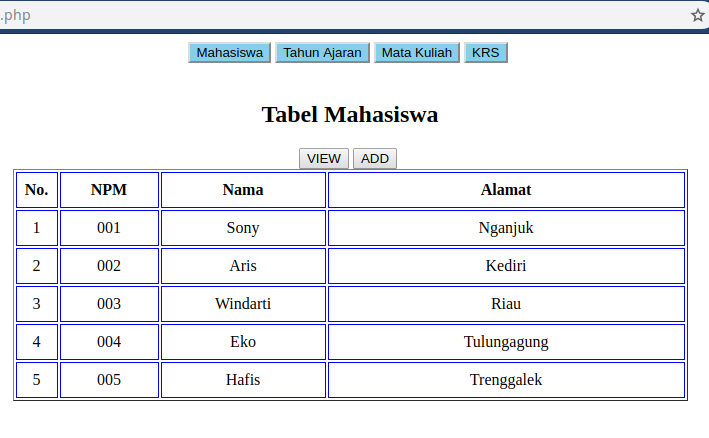 .php
Mahasiswa Tahun Ajaran Mata Kuliah KRS
Tabel Mahasiswa
VIEW ADD
No. NPM Nama Alamat
1 001 Sony Nganjuk
2 002 Aris Kediri
3 003 Windarti Riau
4 004 Eko Tulungagung
5 005 Hafis Trenggalek